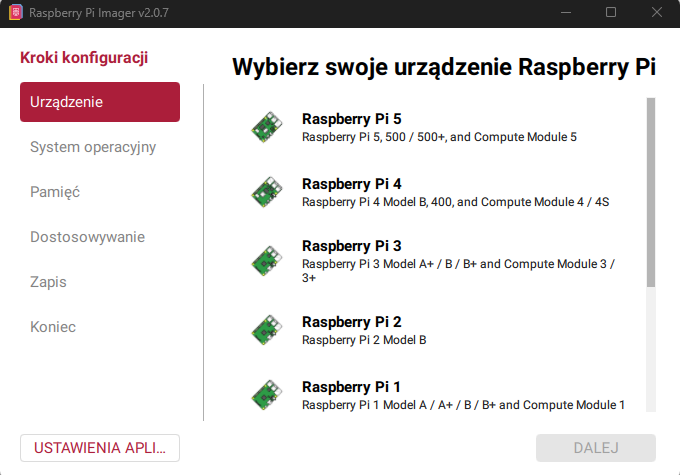 Raspberry Pi Imager v2.0.7
Kroki konfiguracji
Urządzenie
System operacyjny
Pamięć
Dostosowywanie
Zapis
Koniec
USTAWIENIA APLI...
Wybierz swoje urządzenie Raspberry Pi
Raspberry Pi 5
Raspberry Pi 5, 500 / 500+, and Compute Module 5
Raspberry Pi 4
Raspberry Pi 4 Model B, 400, and Compute Module 4 / 4S
Raspberry Pi 3
Raspberry Pi 3 Model A+ / B / B+ and Compute Module 3 /
3+
Raspberry Pi 2
Raspberry Pi 2 Model B
Raspberry Pi 1
Raspberry Pi 1 Model A / A+ / B / B+ and Compute Module 1
DALEJ